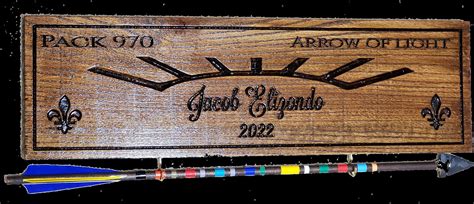 PACK 970 ARROW OF LIGHT
Jacob Elizondo
2022